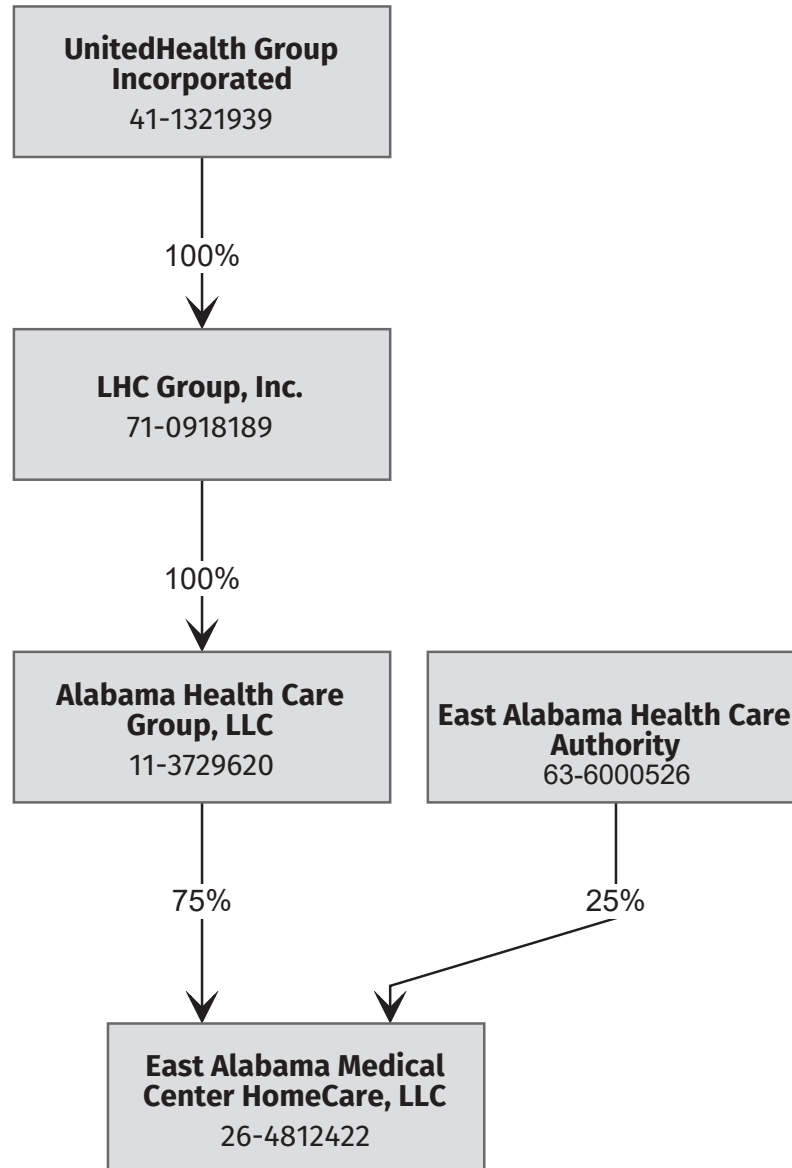 UnitedHealth Group
Incorporated
41-1321939
100%
LHC Group, Inc.
71-0918189
100%
Alabama Health Care
Group, LLC
11-3729620
East Alabama Health Care
Authority
63-6000526
75%
25%
East Alabama Medical
Center HomeCare, LLC
26-4812422